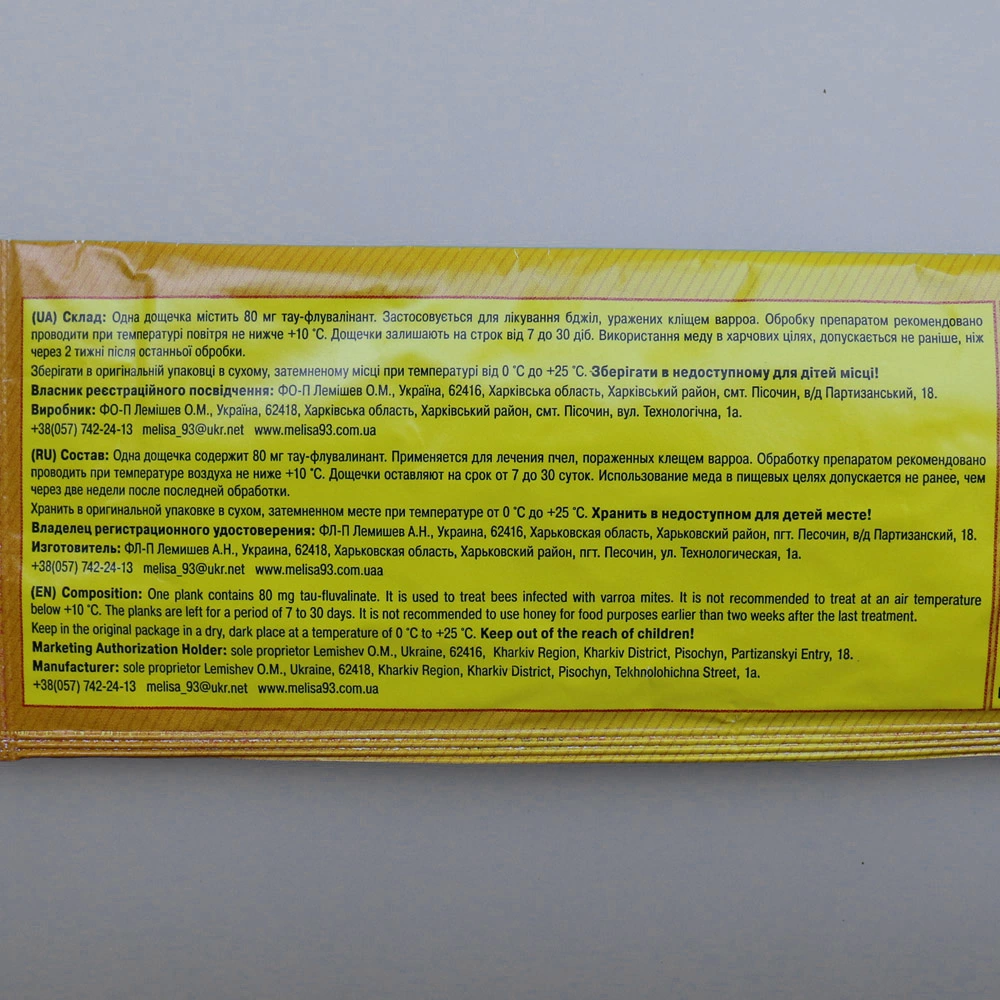 (UA) Склад: Одна дощечка містить 80 мг тау-флувалінант. Застосовується для лікування бджіл, уражених кліщем варроа. Обробку препаратом рекомендовано
проводити при температурі повітря не нижче +10 °С. Дощечки залишають на строк від 7 до 30 діб. Використання меду в харчових цілях, допускається не раніше, ніж
через 2 тижні після останньої обробки.
Зберігати в оригінальній упаковці в сухому, затемненому місці при температурі від 0 °С до +25 °С. Зберігати в недоступному для дітей місці!
Власник реєстраційного посвідчення: ФО-П Лемішев О.М., Україна, 62416, Харківська область, Харківський район, смт. Пісочин, в/д Партизанський, 18.
Виробник: ФО-П Лемішев О.М., Україна, 62418, Харківська область, Харківський район, смт. Пісочин, вул. Технологічна, 1а.
+38(057) 742-24-13 melisa_93@ukr.net www.melisa93.com.ua
(RU) Состав: Одна дощечка содержит 80 мг тау-флувалинант. Применяется для лечения пчел, пораженных клещем варроа. Обработку препаратом рекомендовано
проводить при температуре воздуха не ниже +10 °С. Дощечки оставляют на срок от 7 до 30 суток. Использование меда в пищевых целях допускается не ранее, чем
через две недели после последней обработки.
Хранить в оригинальной упаковке в сухом, затемненном месте при температуре от 0 °С до +25 °С. Хранить в недоступном для детей месте!
Владелец регистрационного удостоверения: ФЛ-П Лемишев А.Н., Украина, 62416, Харьковская область, Харьковский район, пгт. Песочин, в/д Партизанский, 18.
Изготовитель: ФЛ-П Лемишев А.Н., Украина, 62418, Харьковская область, Харьковский район, пгт. Песочин, ул. Технологическая, 1а.
+38(057) 742-24-13 melisa_93@ukr.net www.melisa93.com.uaа
(EN) Composition: One plank contains 80 mg tau-fluvalinate. It is used to treat bees infected with varroa mites. It is not recommended to treat at an air temperature
below +10 °C. The planks are left for a period of 7 to 30 days. It is not recommended to use honey for food purposes earlier than two weeks after the last treatment.
Keep in the original package in a dry, dark place at a temperature of 0 °C to +25 °C. Keep out of the reach of children!
Marketing Authorization Holder: sole proprietor Lemishev O.M., Ukraine, 62416, Kharkiv Region, Kharkiv District, Pisochyn, Partizanskyi Entry, 18.
Manufacturer: sole proprietor Lemishev O.M., Ukraine, 62418, Kharkiv Region, Kharkiv District, Pisochyn, Tekhnolohichna Street, 1a.
+38(057) 742-24-13 melisa_93@ukr.net www.melisa93.com.ua